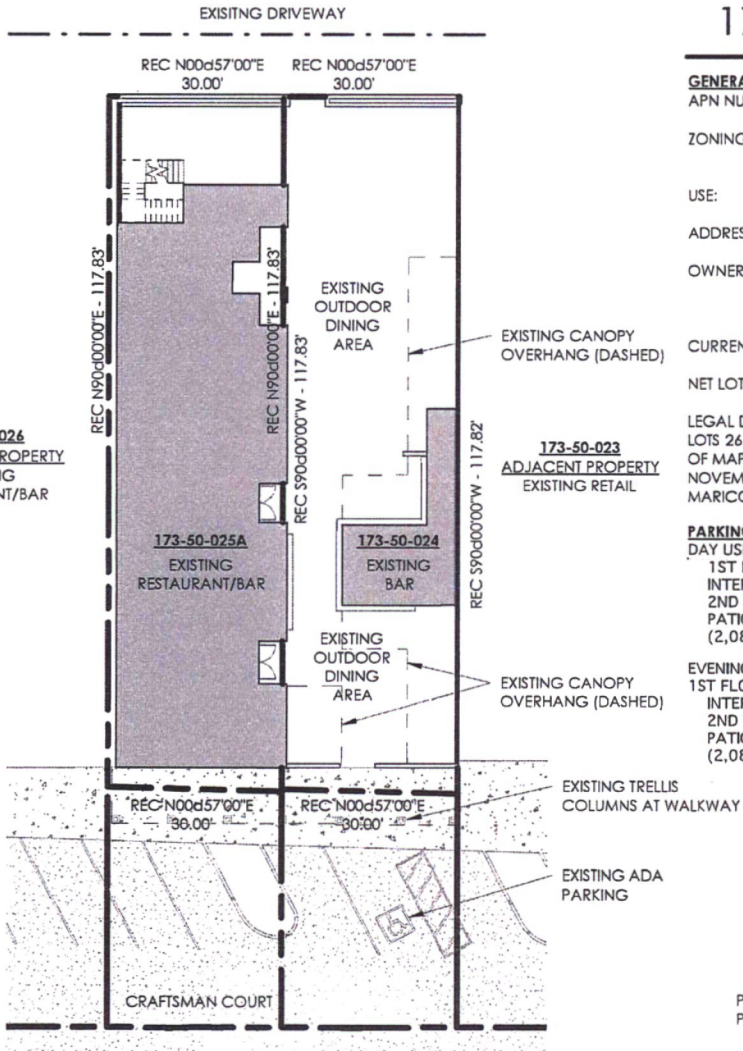 EXISITNG DRIVEWAY
REC N00d57'00"E
30.00'
REC N00d57'00"E
30.00'
REC N90d00'00"E - 117.83'
REC N90d00'00"E - 117.83'
REC S90d00'00"W - 117.83'
REC S90d00'00"W - 117.82'
EXISTING
OUTDOOR
DINING
AREA
EXISTING CANOPY
OVERHANG (DASHED)
026
ROPERTY
G
NT/BAR
173-50-025A
EXISTING
RESTAURANT/BAR
173-50-024
EXISTING
BAR
173-50-023
ADJACENT PROPERTY
EXISTING RETAIL
EXISTING
OUTDOOR
DINING
AREA
EXISTING CANOPY
OVERHANG (DASHED)
REC N00d57'00"E
30.00'
REC N00d57'00"E
30.00'
EXISTING TRELLIS
COLUMNS AT WALKWAY
EXISTING ADA
PARKING
CRAFTSMAN COURT
GENERA
APN NU
ZONING
USE:
ADDRES
OWNER
CURREN
NET LOT
LEGAL D
LOTS 26
OF MAP
NOVEM
MARICO
PARKING
DAY US
1ST
INTE
2ND
PATI
(2,08
EVENING
1ST FLO
INTE
2ND
PATI
(2,08
P
P